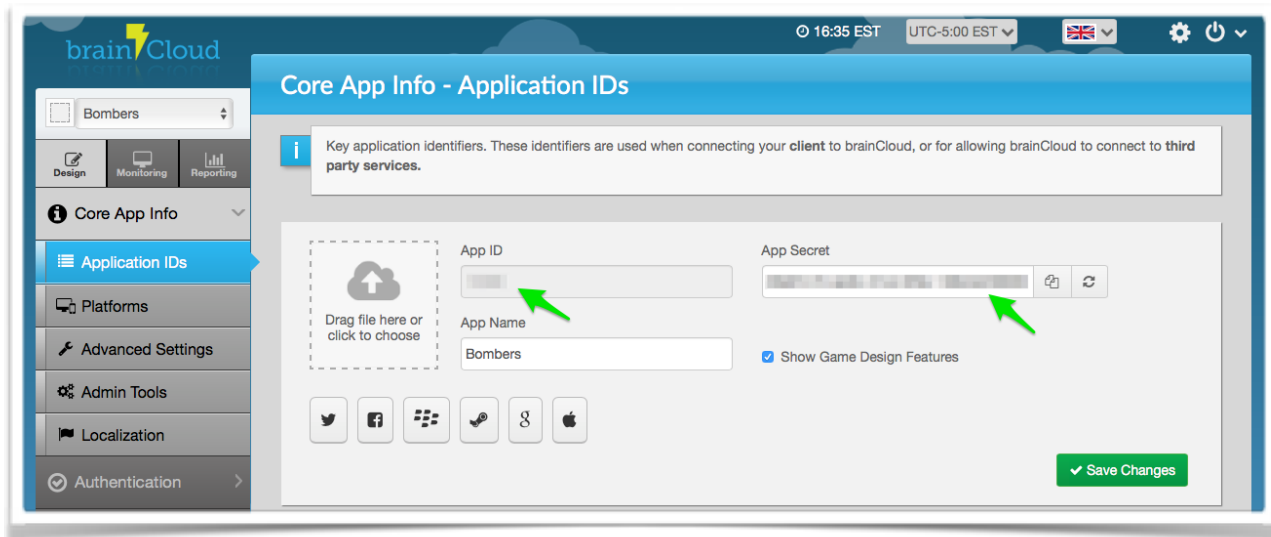 brainCloud
16:35 EST
UTC-5:00 EST
Core App Info - Application IDs
Bombers
Design
Monitoring
Reporting
Key application identifiers. These identifiers are used when connecting your client to brainCloud, or for allowing brainCloud to connect to third
party services.
Core App Info
Application IDs
Platforms
Advanced Settings
Admin Tools
Localization
Authentication
Drag file here or
click to choose
App ID
App Secret
App Name
Bombers
Show Game Design Features
8
Save Changes